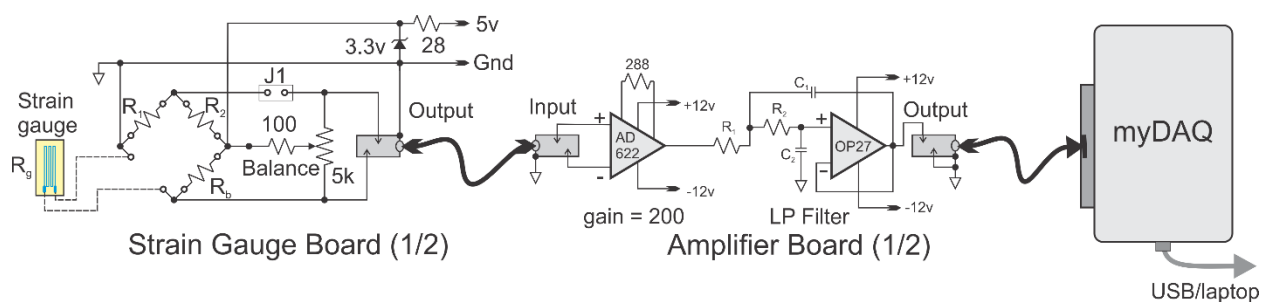 5v
3.3v
28
Gnd
J1
Strain
gauge
R1
R2
Output
100
Rg
Balance
5k
Rb
Strain Gauge Board (1/2)
288
+12v
Input
+
AD
622
-
-12v
gain = 200
C1
R1
R2
C2
+12v
+
OP27
-
Output
-12v
LP Filter
Amplifier Board (1/2)
myDAQ
USB/laptop